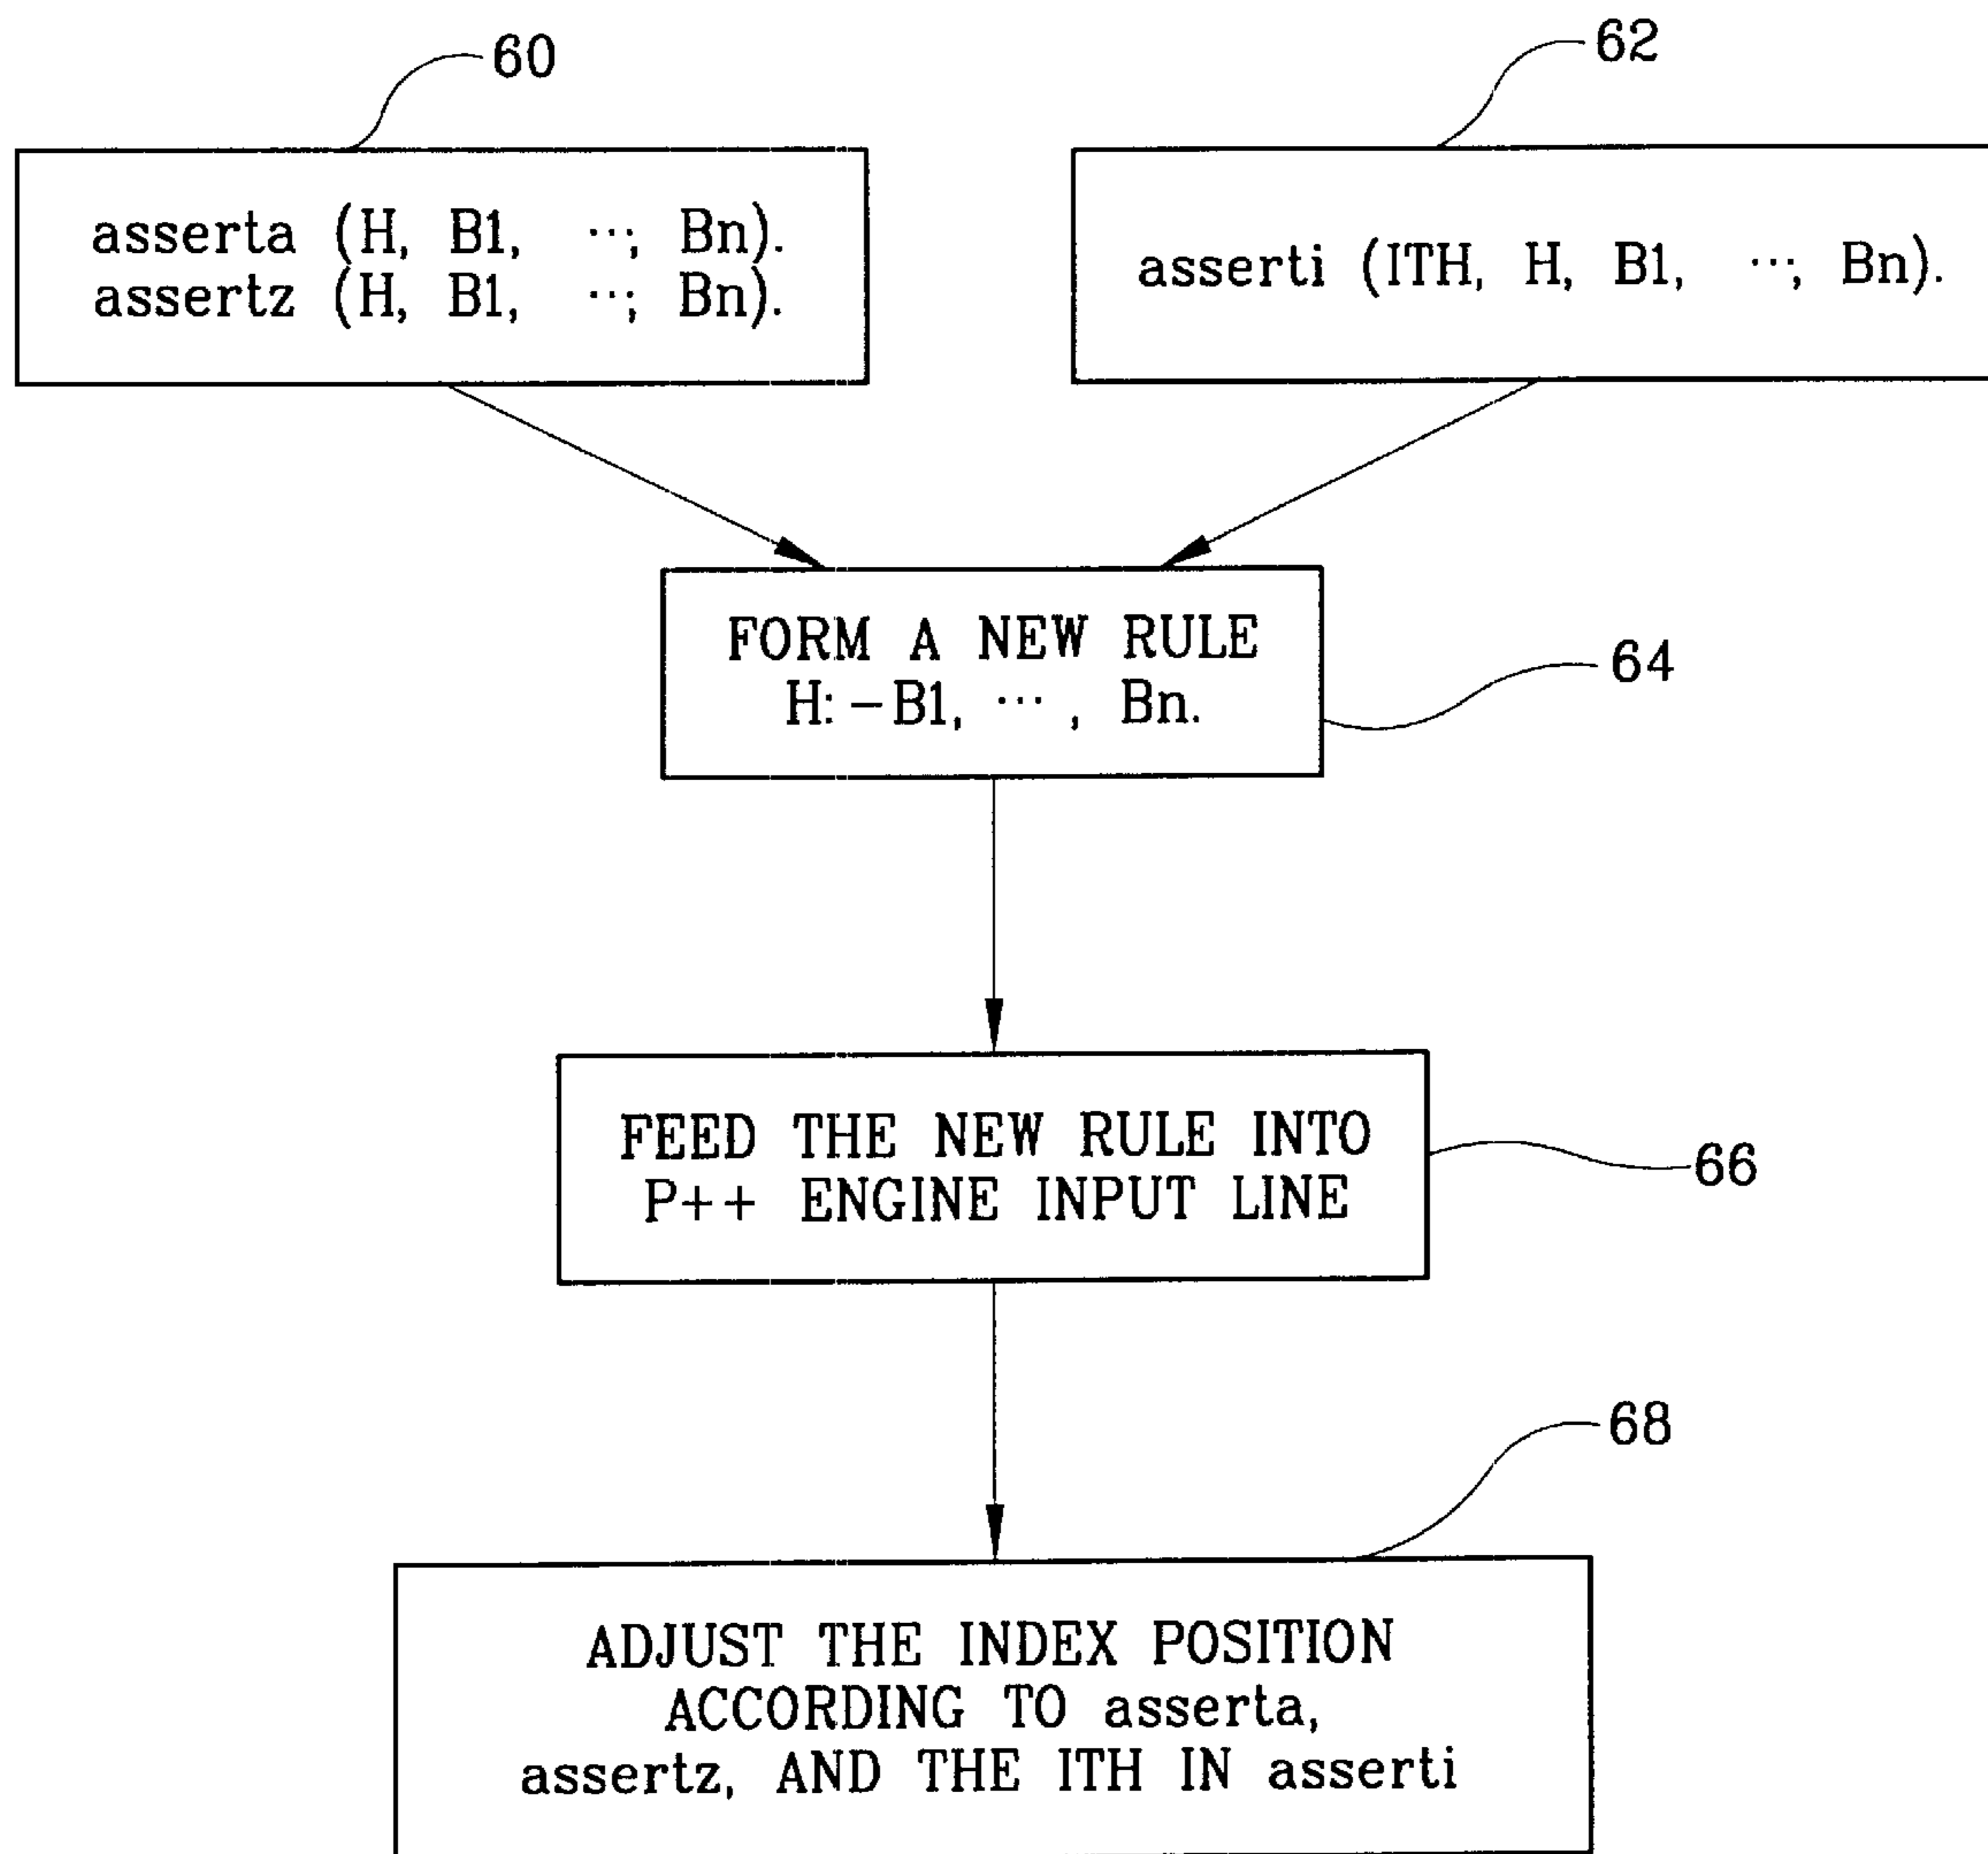 60
62
asserta (H, B1, ···, Bn).
assertz (H, B1, ···, Bn).
asserti (ITH, H, B1, ···, Bn).
FORM A NEW RULE
H:-B1, ··· , Bn.
64
FEED THE NEW RULE INTO
P++ ENGINE INPUT LINE
66
68
ADJUST THE INDEX POSITION
ACCORDING TO asserta,
assertz, AND THE ITH IN asserti